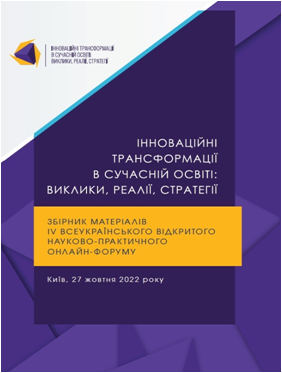 ІННОВАЦІЙНІ ТРАНСФОРМАЦІЇ
В СУЧАСНІЙ ОСВІТІ:
ВИКЛИКИ, РЕАЛІЇ, СТРАТЕГІЇ
ІННОВАЦІЙНІ
ТРАНСФОРМАЦІЇ
В СУЧАСНІЙ ОСВІТІ:
ВИКЛИКИ, РЕАЛІЇ, СТРАТЕГІЇ
ЗБІРНИК МАТЕРІАЛІВ
IV ВСЕУКРАЇНСЬКОГО ВІДКРИТОГО
НАУКОВО-ПРАКТИЧНОГО
ОНЛАЙН-ФОРУМУ
Київ, 27 жовтня 2022 року